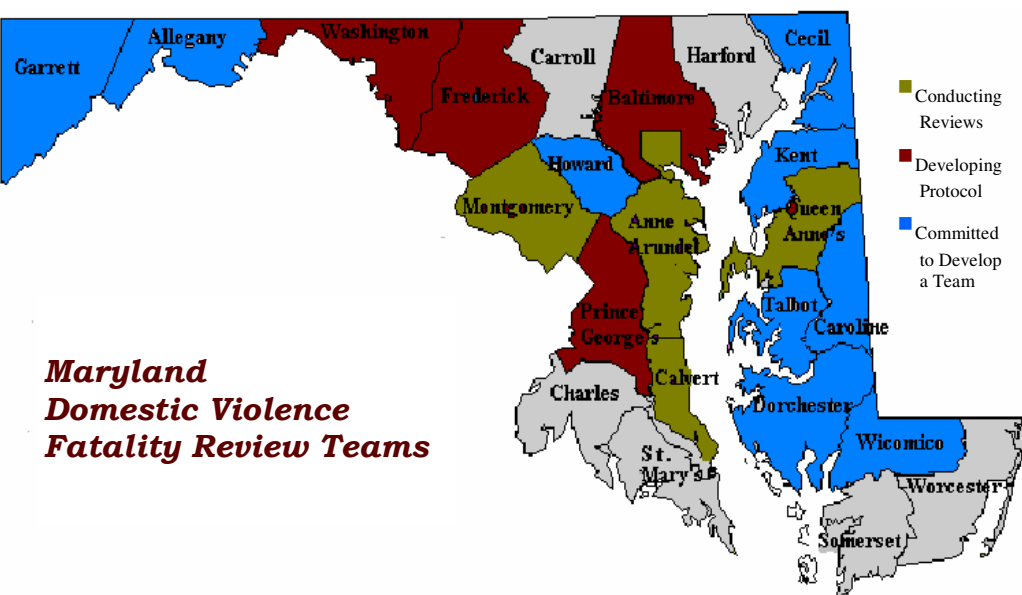 Garrett
Allegany
Washington
Frederick
Carroll
Baltimore
Harford
Cecil
Howard
Montgomery
Anne
Arundel
Kent
Queen
Anne's
Talbot
Caroline
Prince
George's
Calvert
Charles
St.
Mary's
Dorchester
Wicomico
Worcester
Somerset
Conducting
Reviews
Developing
Protocol
Committed
to Develop
a Team
Maryland
Domestic Violence
Fatality Review Teams